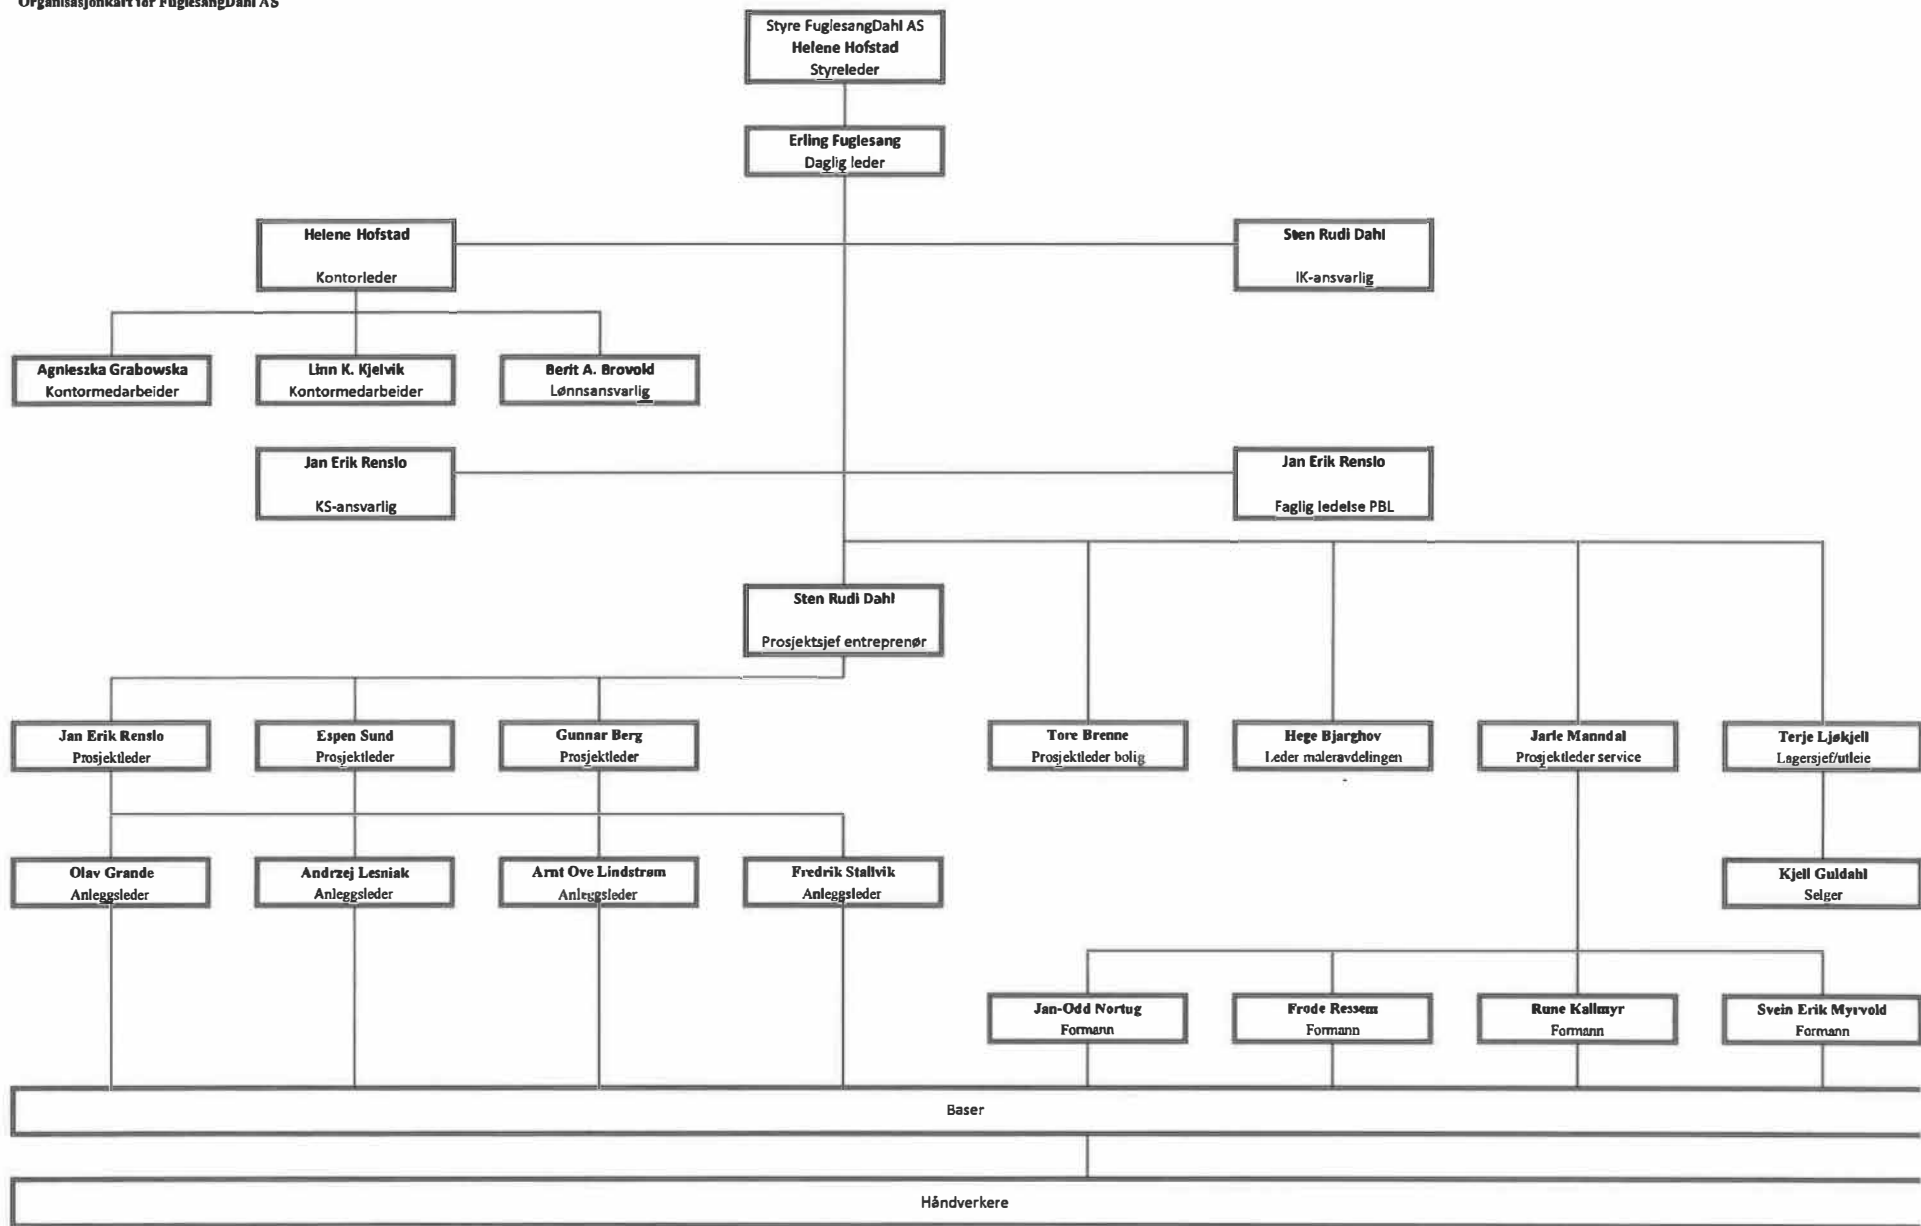 Organisasjonkart for FuglesangDahl AS
Styre FuglesangDahl AS
Helene Hofstad
Styreleder
Erling Fuglesang
Daglig leder
Helene Hofstad
Kontorleder
Sten Rudi Dahl
IK-ansvarlig
Agnieszka Grabowska
Kontormedarbeider
Linn K. Kjelvik
Kontormedarbeider
Berit A. Brovold
Lønnsansvarlig
Jan Erik Renslo
KS-ansvarlig
Jan Erik Renslo
Faglig ledelse PBL
Sten Rudi Dahl
Prosjektsjef entreprenør
Jan Erik Renslo
Prosjektleder
Espen Sund
Prosjektleder
Gunnar Berg
Prosjektleder
Tore Brenne
Prosjektleder bolig
Hege Bjarghov
Leder maleravdelingen
Jarle Manndal
Prosjektleder service
Terje Ljøkjell
Lagersjef/utleie
Olav Grande
Anleggsleder
Andrzej Lesniak
Anleggsleder
Arnt Ove Lindstrøm
Anleggsleder
Fredrik Stallvik
Anleggsleder
Kjell Guldahl
Selger
Jan-Odd Nortug
Formann
Frode Ressem
Formann
Rune Kallmyr
Formann
Svein Erik Myrvold
Formann
Baser
Håndverkere